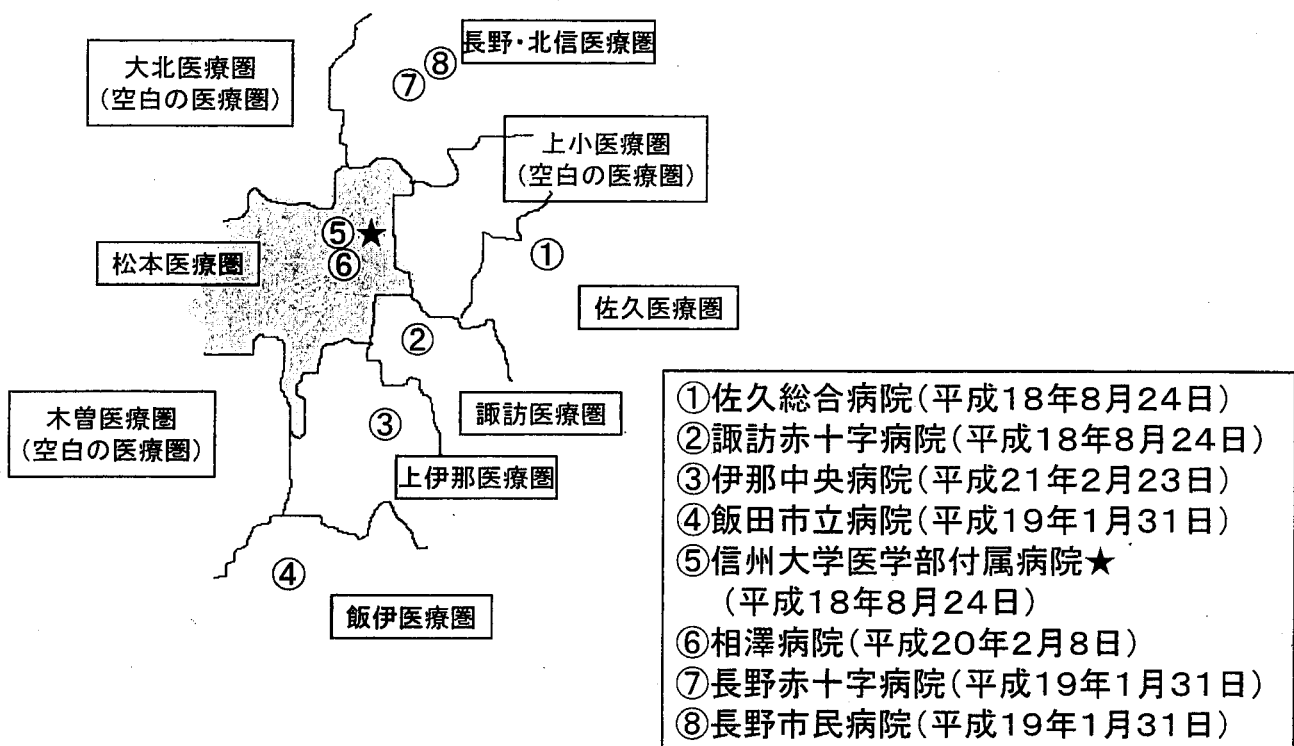 長野・北信医療圏
⑧
⑦
大北医療圏
(空白の医療圏)
上小医療圏
(空白の医療圏)
⑤★
⑥
①
松本医療圏
佐久医療圏
②
木曽医療圏
(空白の医療圏)
③
諏訪医療圏
上伊那医療圏
④
飯伊医療圏
①佐久総合病院(平成18年8月24日)
②諏訪赤十字病院(平成18年8月24日)
③伊那中央病院(平成21年2月23日)
④飯田市立病院(平成19年1月31日)
⑤信州大学医学部付属病院★
(平成18年8月24日)
⑥相澤病院(平成20年2月8日)
⑦長野赤十字病院(平成19年1月31日)
⑧長野市民病院(平成19年1月31日)